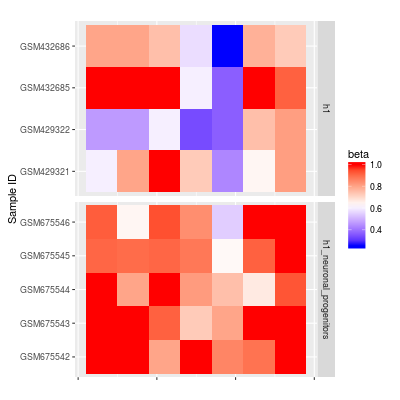 Sample ID
GSM432686
GSM432685
GSM429322
GSM429321
h1
GSM675546
GSM675545
GSM675544
GSM675543
GSM675542
h1_neuronal_progenitors
beta
1.0
0.8
0.6
0.4